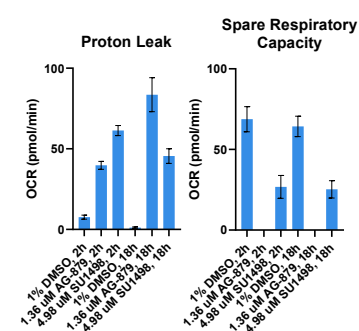 Proton Leak
OCR (pmol/min)
100
50
0
1% DMSO, 2h
1.36 uM AG-879, 2h
4.98 uM SU1498, 2h
1% DMSO, 18h
1.36 uM AG-879, 18h
4.98 uM SU1498, 18h
Spare Respiratory
Capacity
OCR (pmol/min)
100
50
0
1% DMSO, 2h
1.36 uM AG-879, 2h
4.98 uM SU1498, 2h
1% DMSO, 18h
1.36 uM AG-879, 18h
4.98 uM SU1498, 18h